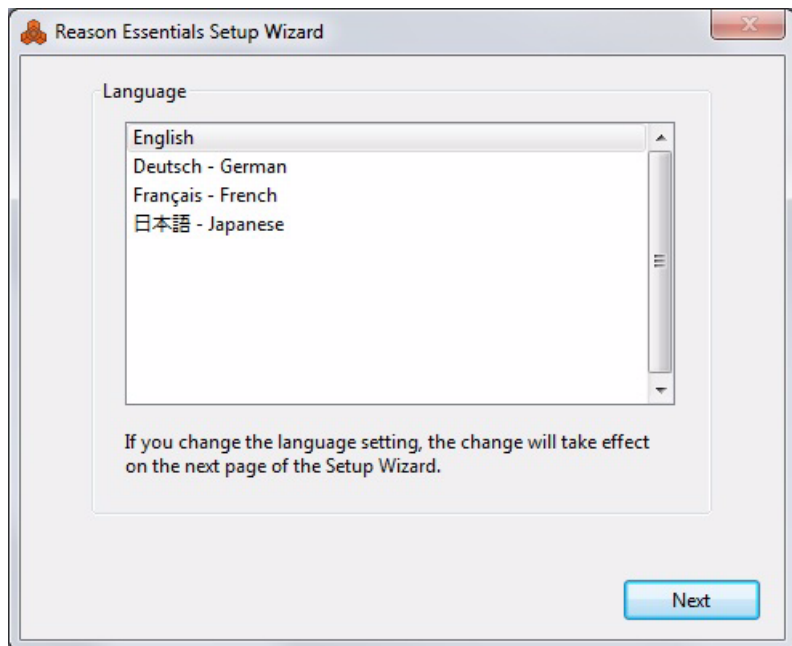 Reason Essentials Setup Wizard
Language
English
Deutsch - German
Français - French
日本語 - Japanese
If you change the language setting, the change will take effect
on the next page of the Setup Wizard.
Next